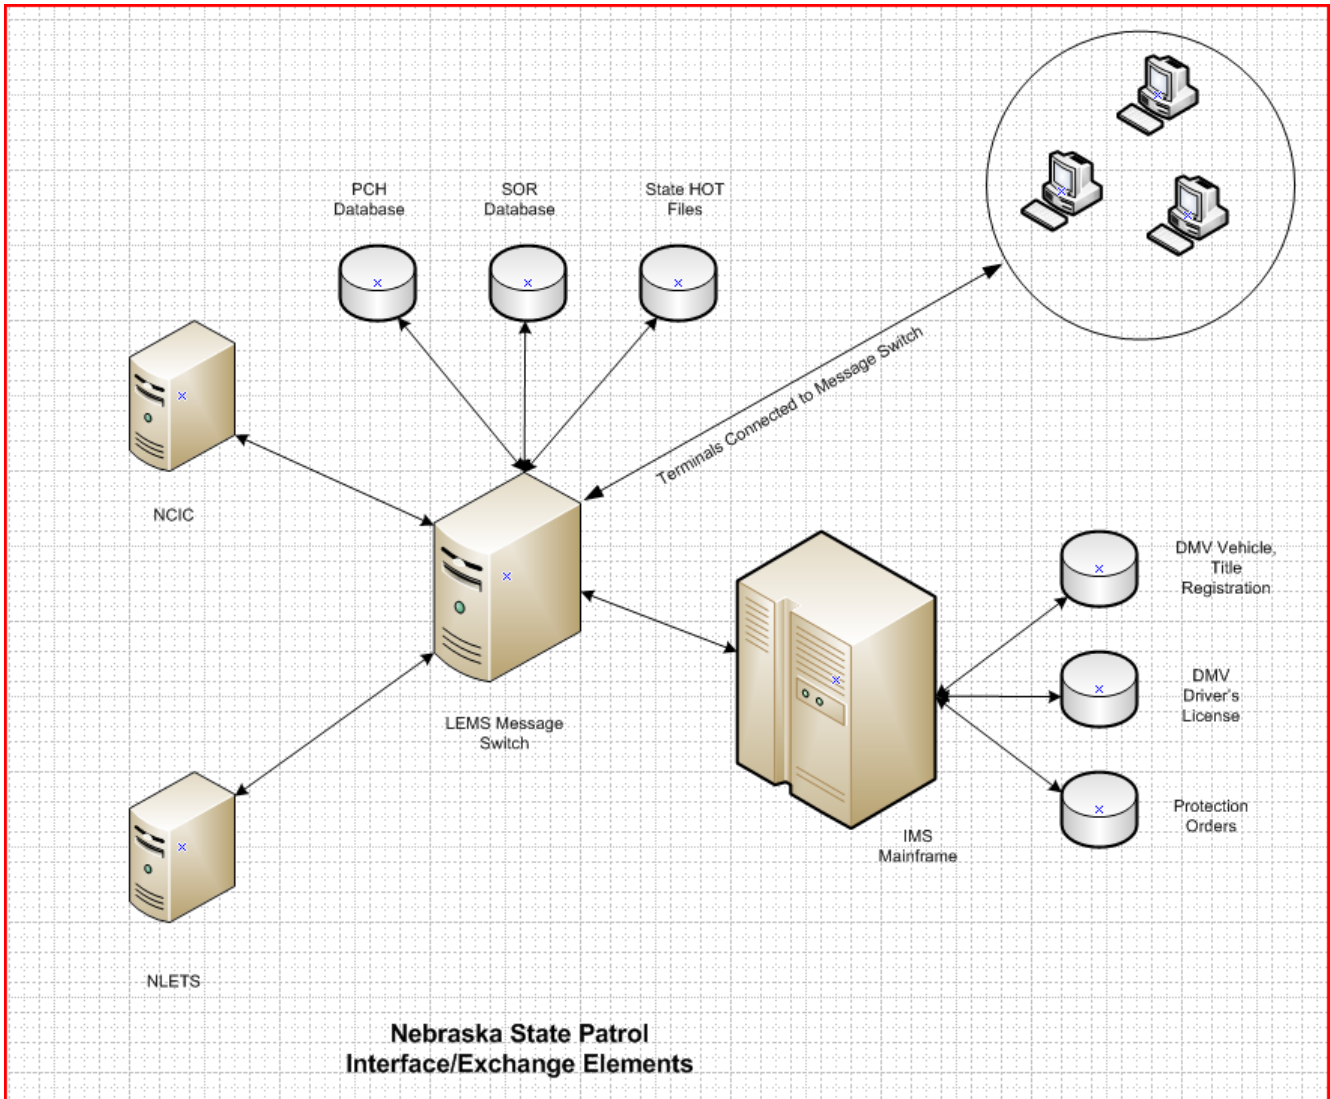 PCH
Database
SOR
Database
State HOT
Files
Terminals Connected to Message Switch
NCIC
DMV Vehicle,
Title
Registration
DMV
Driver's
License
LEMS Message
Switch
Protection
Orders
IMS
Mainframe
NLETS
Nebraska State Patrol
Interface/Exchange Elements